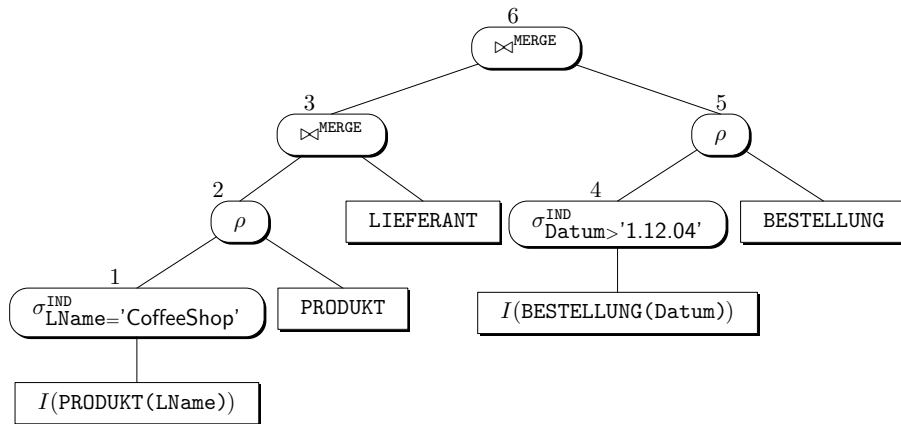 6
⋈MERGE
3
⋈MERGE
5
ρ
2
ρ
LIEFERANT
4
σIND Datum>'1.12.04'
BESTELLUNG
1
σIND LName='CoffeeShop'
PRODUKT
I(BESTELLUNG(Datum))
I(PRODUKT(LName))